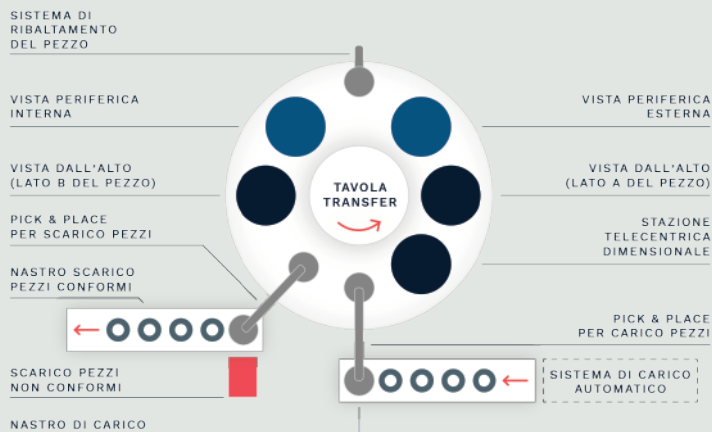 SISTEMA DI
RIBALTAMENTO
DEL PEZZO
VISTA PERIFERICA
INTERNA
VISTA DALL'ALTO
(LATO B DEL PEZZO)
PICK & PLACE
PER SCARICO PEZZI
NASTRO SCARICO
PEZZI CONFORMI
SCARICO PEZZI
NON CONFORMI
NASTRO DI CARICO
TAVOLA
TRANSFER
VISTA PERIFERICA
ESTERNA
VISTA DALL'ALTO
(LATO A DEL PEZZO)
STAZIONE
TELECENTRICA
DIMENSIONALE
PICK & PLACE
PER CARICO PEZZI
SISTEMA DI CARICO
AUTOMATICO